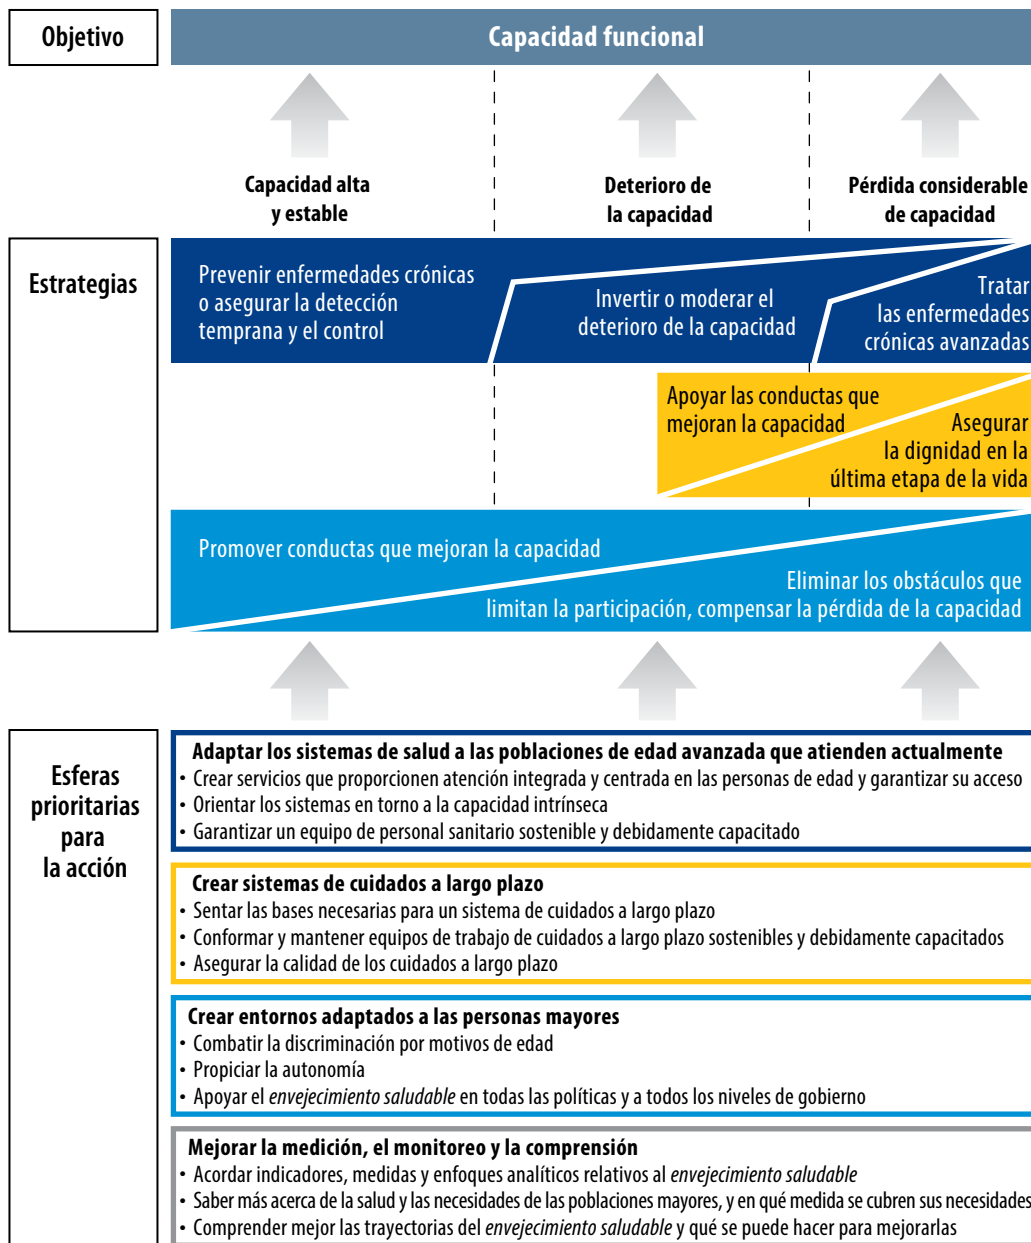 Objetivo
Capacidad funcional
Capacidad alta
y estable
Deterioro de
la capacidad
Pérdida considerable
de capacidad
Estrategias
Prevenir enfermedades crónicas
o asegurar la detección
temprana y el control
Invertir o moderar el
deterioro de la capacidad
Tratar
las enfermedades
crónicas avanzadas
Apoyar las conductas que
mejoran la capacidad
Asegurar
la dignidad en la
última etapa de la vida
Promover conductas que mejoran la capacidad
Eliminar los obstáculos que
limitan la participación, compensar la pérdida de la capacidad
Esferas
prioritarias
para
la acción
Adaptar los sistemas de salud a las poblaciones de edad avanzada que atienden actualmente
• Crear servicios que proporcionen atención integrada y centrada en las personas de edad y garantizar su acceso
• Orientar los sistemas en torno a la capacidad intrínseca
• Garantizar un equipo de personal sanitario sostenible y debidamente capacitado
Crear sistemas de cuidados a largo plazo
• Sentar las bases necesarias para un sistema de cuidados a largo plazo
• Conformar y mantener equipos de trabajo de cuidados a largo plazo sostenibles y debidamente capacitados
• Asegurar la calidad de los cuidados a largo plazo
Crear entornos adaptados a las personas mayores
• Combatir la discriminación por motivos de edad
• Propiciar la autonomía
• Apoyar el envejecimiento saludable en todas las políticas y a todos los niveles de gobierno
Mejorar la medición, el monitoreo y la comprensión
• Acordar indicadores, medidas y enfoques analíticos relativos al envejecimiento saludable
• Saber más acerca de la salud y las necesidades de las poblaciones mayores, y en qué medida se cubren sus necesidades
• Comprender mejor las trayectorias del envejecimiento saludable y qué se puede hacer para mejorarlas